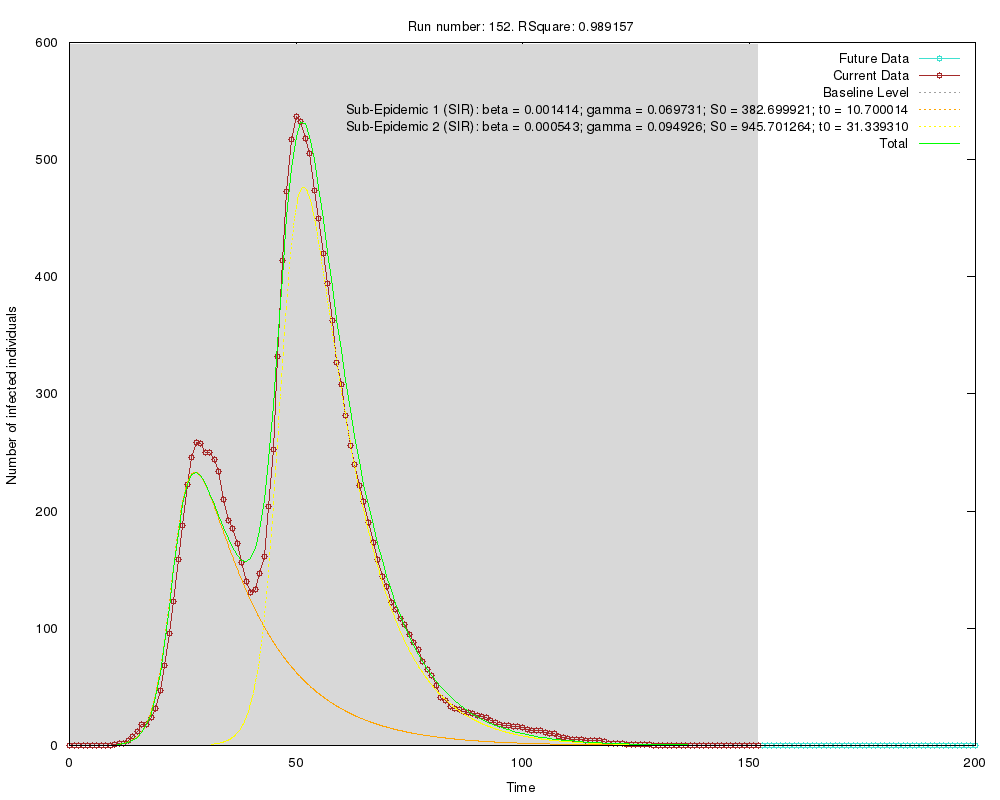 Run number: 152. RSquare: 0.989157
600
500
400
300
200
100
0
Number of infected individuals
Future Data
Current Data
Baseline Level
Sub-Epidemic 1 (SIR): beta = 0.001414; gamma = 0.069731; S0 = 382.699921; t0 = 10.700014
Sub-Epidemic 2 (SIR): beta = 0.000543; gamma = 0.094926; S0 = 945.701264; t0 = 31.339310
Total
0 50 100 150 200
Time